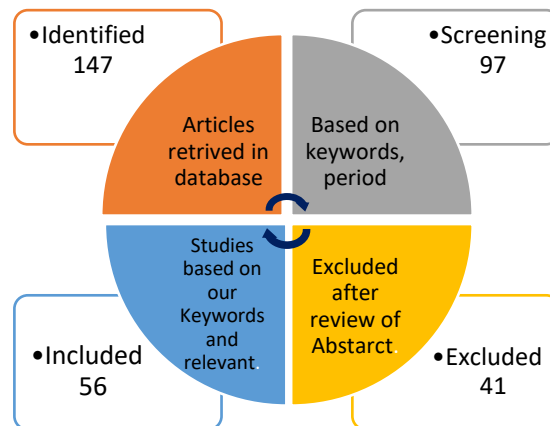 •Identified
147
•Screening
97
Articles
retrived in
database
Based on
keywords,
period
Studies
based on
our
Keywords
and
relevant.
Excluded
after
review of
Abstarct.
•Included
56
•Excluded
41